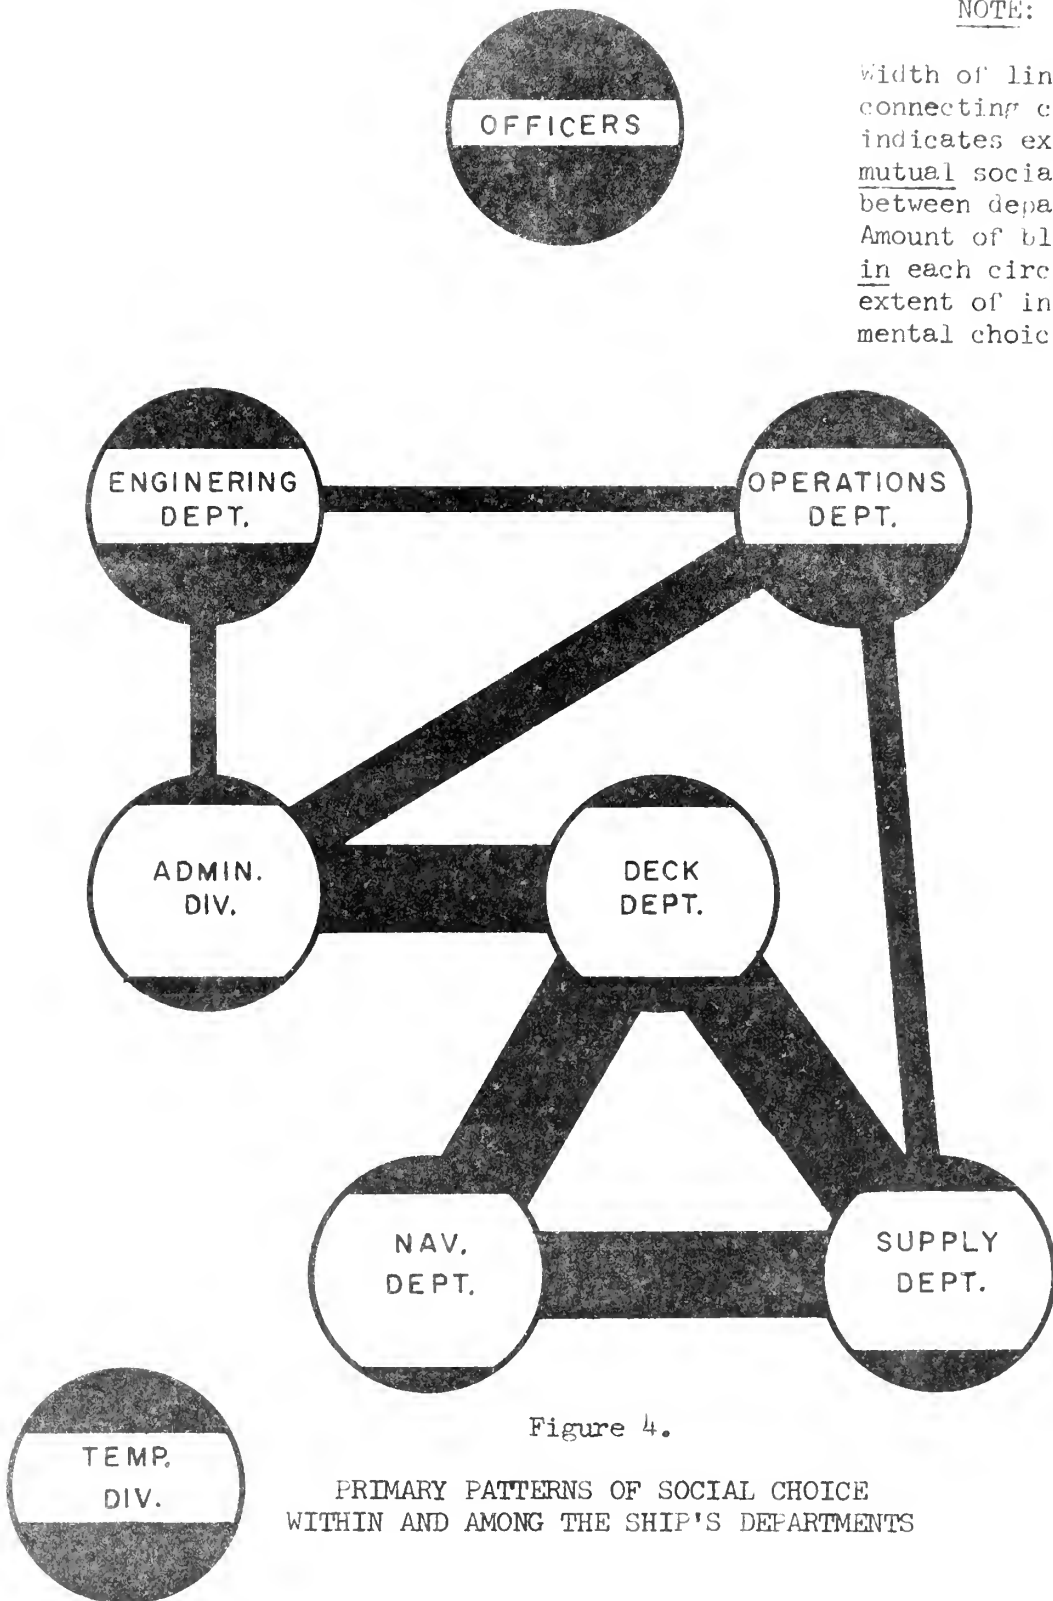 NOTE:
Width of lin
connecting c
indicates ex
mutual socia
between depa
Amount of bl
in each circ
extent of in
mental choic
OFFICERS
ENGINERING
DEPT.
OPERATIONS
DEPT.
ADMIN.
DIV.
DECK
DEPT.
NAV.
DEPT.
SUPPLY
DEPT.
TEMP.
DIV.
Figure 4.
PRIMARY PATTERNS OF SOCIAL CHOICE
WITHIN AND AMONG THE SHIP'S DEPARTMENTS